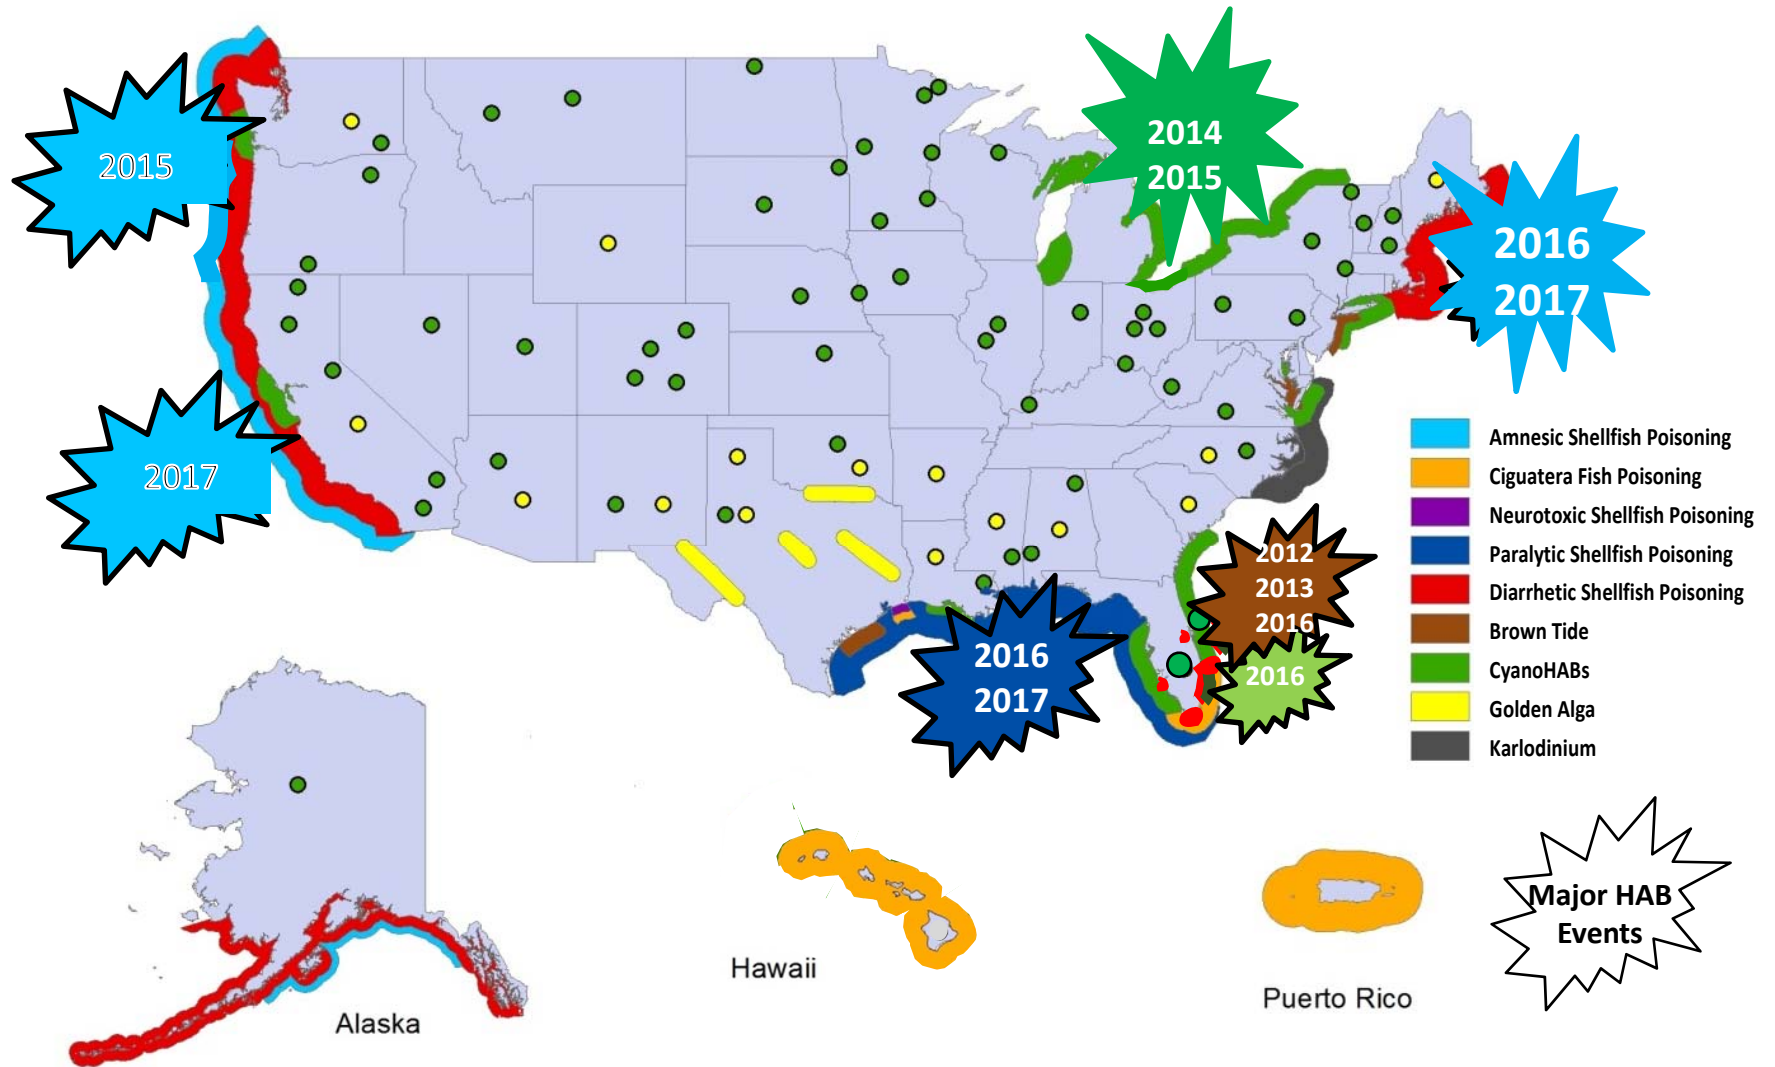 2015
2014
2015
2016
2017
2017
2012
2013
2016
2016
2016
2017
Amnesic Shellfish Poisoning
Ciguatera Fish Poisoning
Neurotoxic Shellfish Poisoning
Paralytic Shellfish Poisoning
Diarrhetic Shellfish Poisoning
Brown Tide
CyanoHABs
Golden Alga
Karlodinium
Major HAB
Events
Hawaii
Puerto Rico
Alaska